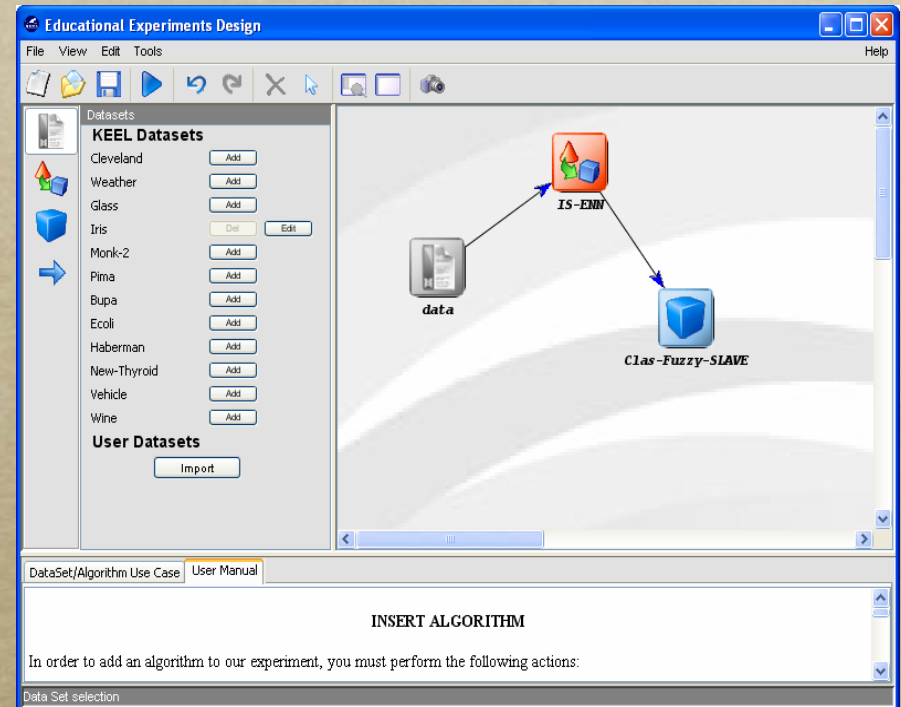 Educational Experiments Design
File View Edit Tools Help
Datasets
KEEL Datasets
Cleveland Add
Weather Add
Glass Add
Iris Del Edit
Monk-2 Add
Pima Add
Bupa Add
Ecoli Add
Haberman Add
New-Thyroid Add
Vehicle Add
Wine Add
User Datasets
Import
IS-ENN
data
Clas-Fuzzy-SLAVE
DataSet/Algorithm Use Case User Manual
INSERT ALGORITHM
In order to add an algorithm to our experiment, you must perform the following actions:
Data Set selection